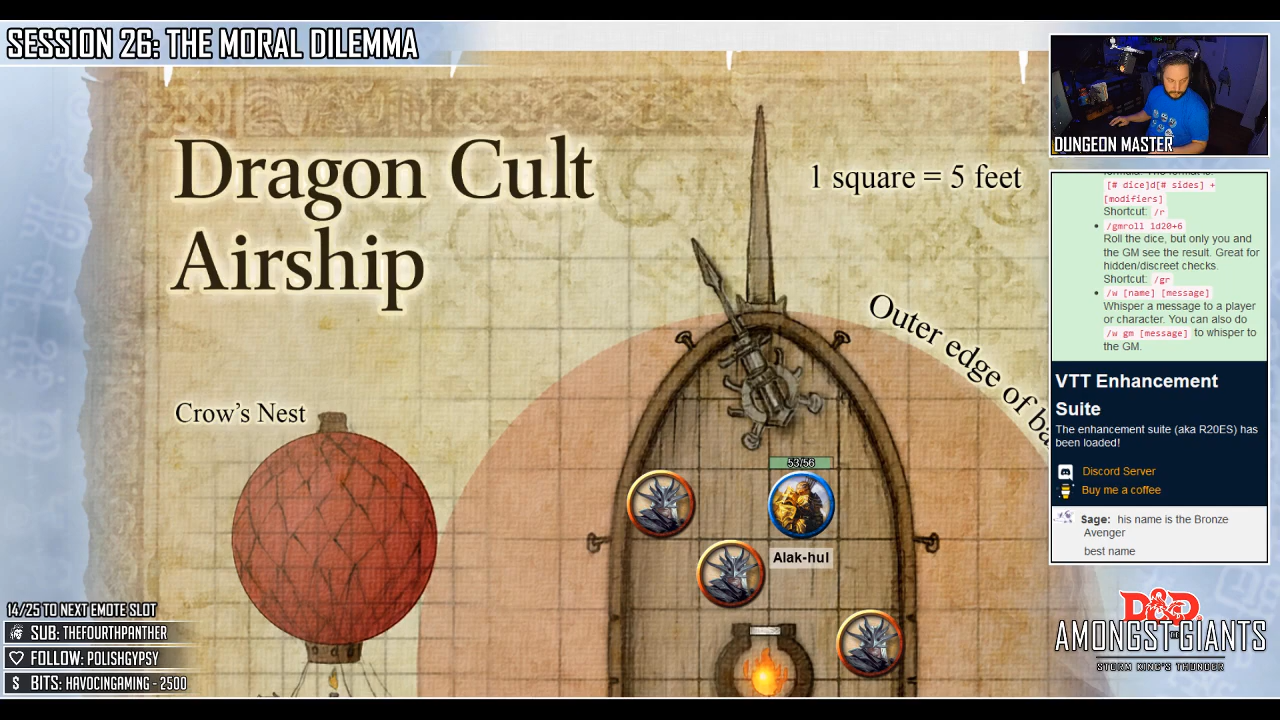 SESSION 26: THE MORAL DILEMMA
Dragon Cult
Airship
1 square = 5 feet
Outer edge of ba
Crow's Nest
53/56
Alak-hul
DUNGEON MASTER
[# dice]d[# sides] +
[modifiers]
Shortcut: /r
• /gmroll 1d20+6
Roll the dice, but only you and
the GM see the result. Great for
hidden/discreet checks.
Shortcut: /gr
• /w [name] [message]
Whisper a message to a player
or character. You can also do
/w gm [message] to whisper to
the GM.
VTT Enhancement
Suite
The enhancement suite (aka R20ES) has
been loaded!
Discord Server
Buy me a coffee
Sage: his name is the Bronze
Avenger
best name
14/25 TO NEXT EMOTE SLOT
SUB: THEFOURTHPANTHER
FOLLOW: POLISHGYPSY
$ BITS: HAVOCINGAMING - 2500
D&D
AMONGST GIANTS
STORM KING'S THUNDER